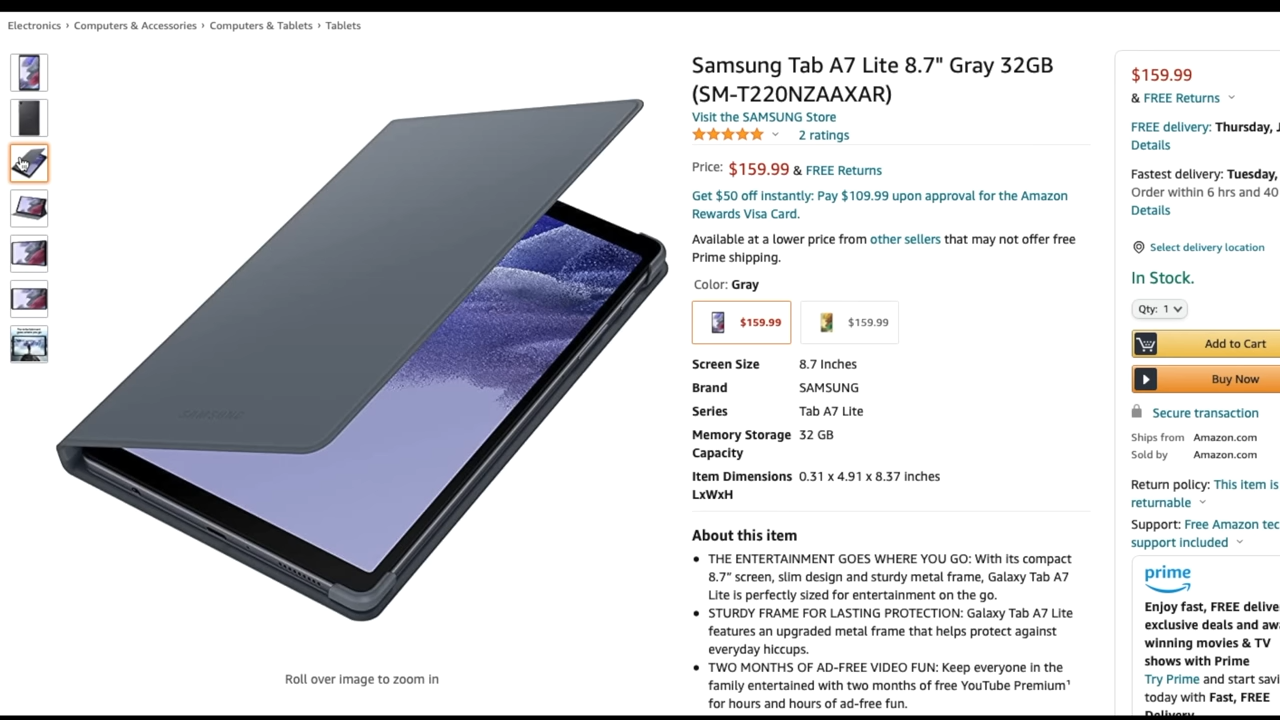 Electronics › Computers & Accessories › Computers & Tablets › Tablets
Samsung Tab A7 Lite 8.7" Gray 32GB
(SM-T220NZAAXAR)
Visit the SAMSUNG Store
2 ratings
Price: $159.99 & FREE Returns
Get $50 off instantly: Pay $109.99 upon approval for the Amazon
Rewards Visa Card.
Available at a lower price from other sellers that may not offer free
Prime shipping.
Color: Gray
$159.99
$159.99
Screen Size 8.7 Inches
Brand SAMSUNG
Series Tab A7 Lite
Memory Storage 32 GB
Capacity
Item Dimensions 0.31 x 4.91 x 8.37 inches
LxWxH
About this item
• THE ENTERTAINMENT GOES WHERE YOU GO: With its compact
8.7” screen, slim design and sturdy metal frame, Galaxy Tab A7
Lite is perfectly sized for entertainment on the go.
• STURDY FRAME FOR LASTING PROTECTION: Galaxy Tab A7 Lite
features an upgraded metal frame that helps protect against
everyday hiccups.
• TWO MONTHS OF AD-FREE VIDEO FUN: Keep everyone in the
family entertained with two months of free YouTube Premium¹
for hours and hours of ad-free fun.
SAMSUNG
Roll over image to zoom in
$159.99
& FREE Returns
FREE delivery: Thursday, J
Details
Fastest delivery: Tuesday,
Order within 6 hrs and 40
Details
Select delivery location
In Stock.
Qty: 1
Add to Cart
Buy Now
Secure transaction
Ships from Amazon.com
Sold by Amazon.com
Return policy: This item is
returnable
Support: Free Amazon tec
support included
prime
Enjoy fast, FREE delive
exclusive deals and aw
winning movies & TV
shows with Prime
Try Prime and start savi
today with Fast, FREE
Delivery